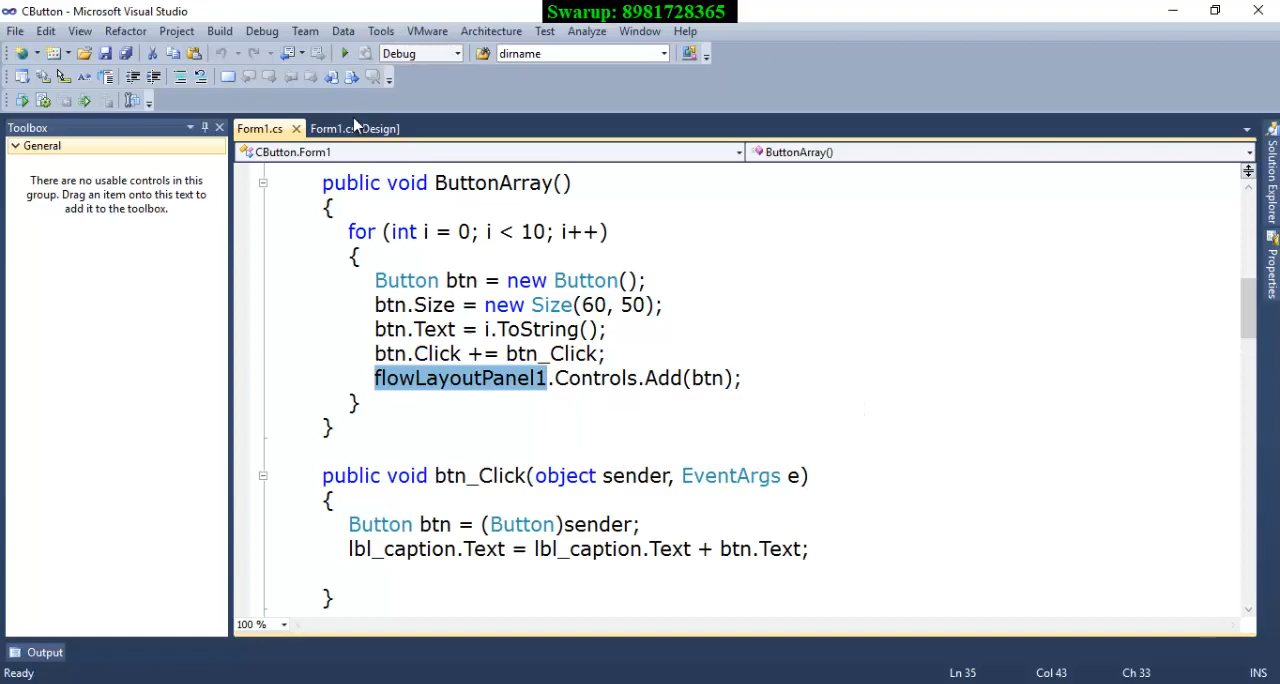 CButton - Microsoft Visual Studio
Swarup: 8981728365
File Edit View Refactor Project Build Debug Team Data Tools VMware Architecture Test Analyze Window Help
Debug dirname
Toolbox
General
There are no usable controls in this
group. Drag an item onto this text to
add it to the toolbox.
Form1.cs Form1.cs Design]
CButton.Form1 ButtonArray()
public void ButtonArray()
{
for (int i = 0; i < 10; i++)
{
Button btn = new Button();
btn.Size = new Size(60, 50);
btn.Text = i.ToString();
btn.Click += btn_Click;
flowLayoutPanel1.Controls.Add(btn);
}
}
public void btn_Click(object sender, EventArgs e)
{
Button btn = (Button)sender;
lbl_caption.Text = lbl_caption.Text + btn.Text;
}
100 %
Solution Explorer
Properties
Output
Ready Ln 35 Col 43 Ch 33 INS